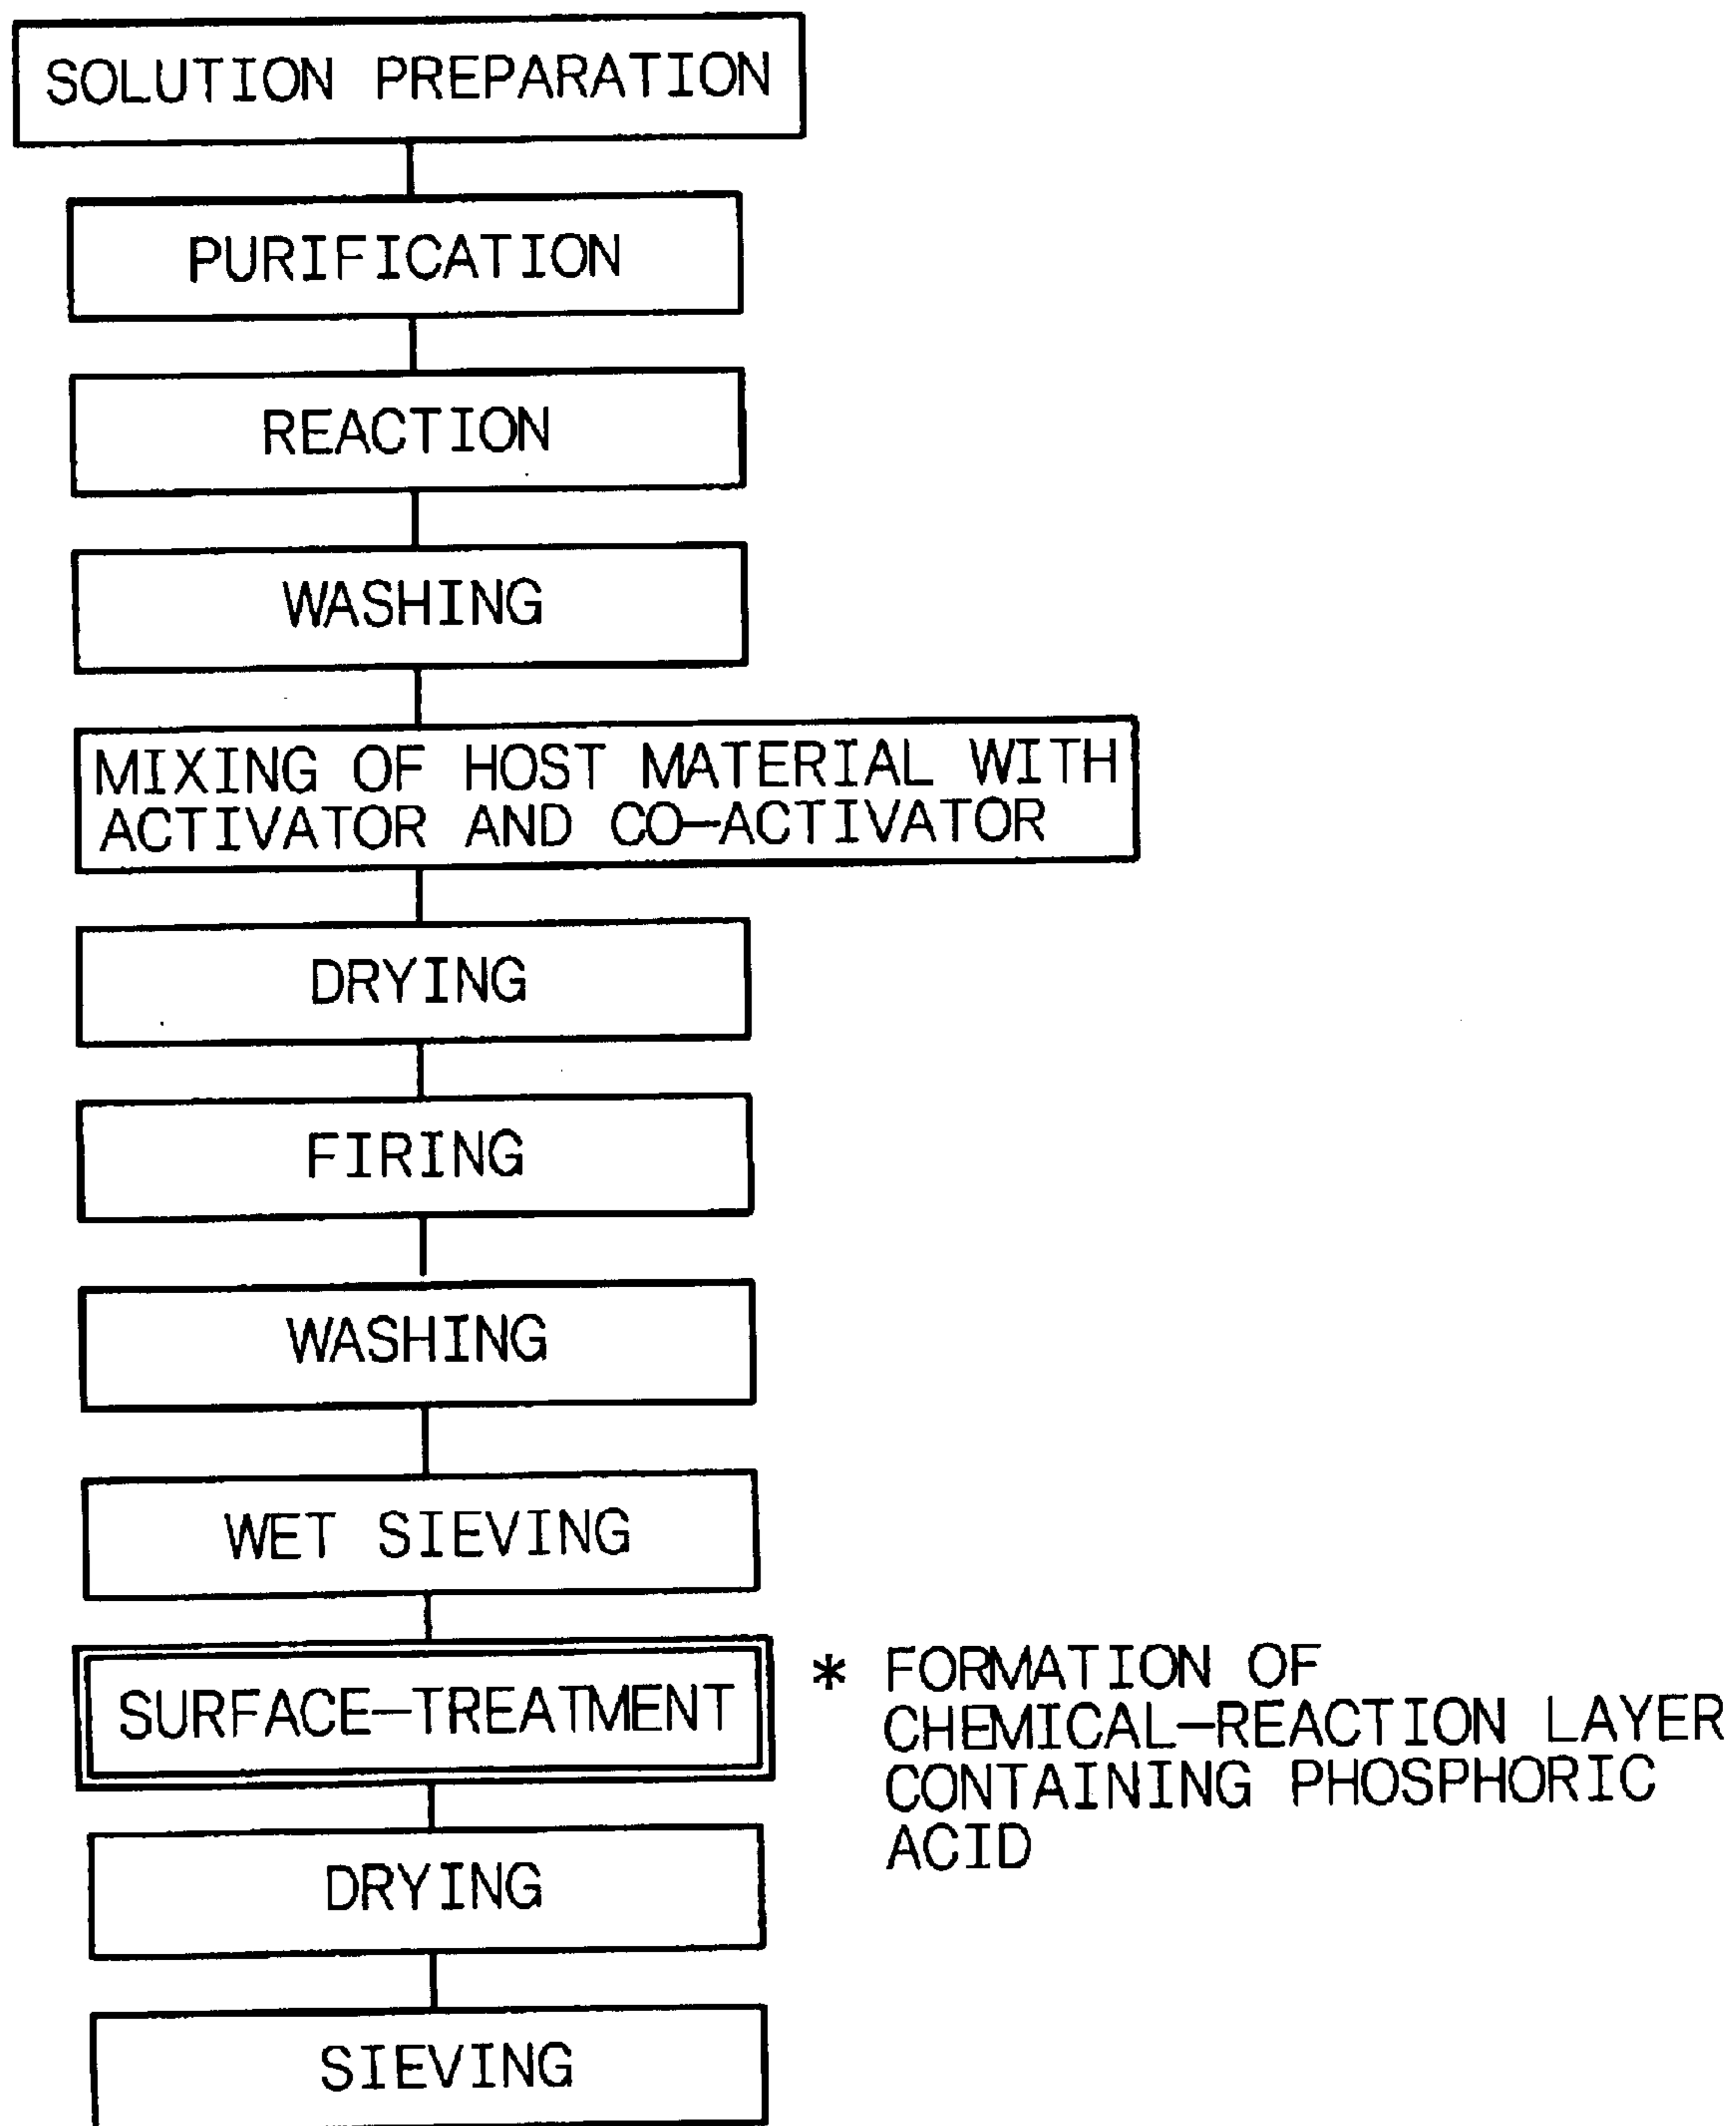 SOLUTION PREPARATION
PURIFICATION
REACTION
WASHING
MIXING OF HOST MATERIAL WITH
ACTIVATOR AND CO-ACTIVATOR
DRYING
FIRING
WASHING
WET SIEVING
SURFACE-TREATMENT
* FORMATION OF
CHEMICAL-REACTION LAYER
CONTAINING PHOSPHORIC
ACID
DRYING
SIEVING